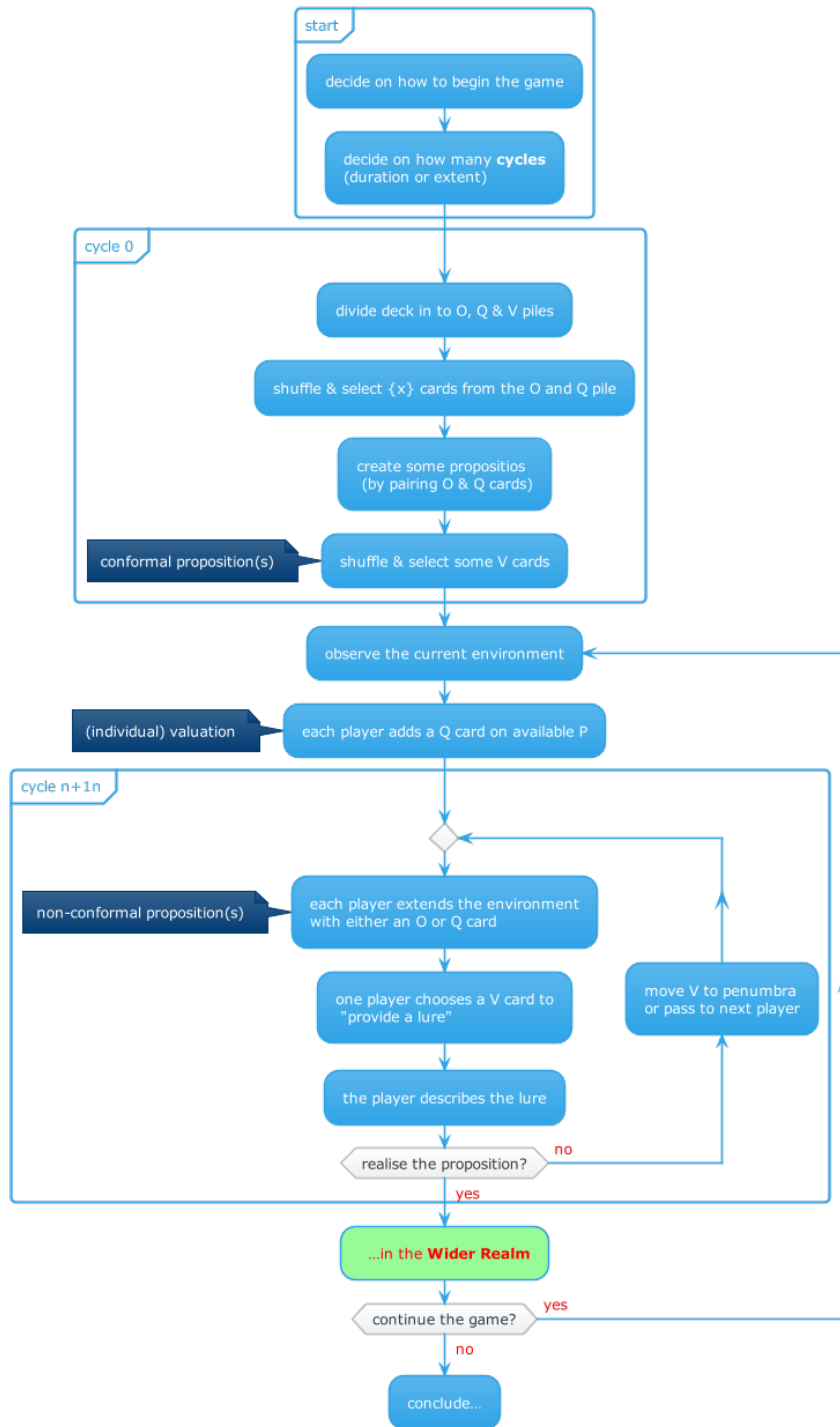 start
decide on how to begin the game
decide on how many cycles
(duration or extent)
cycle 0
divide deck in to O, Q & V piles
shuffle & select {x} cards from the O and Q pile
create some propositios
(by pairing O & Q cards)
conformal proposition(s)
shuffle & select some V cards
observe the current environment
(individual) valuation
each player adds a Q card on available P
cycle n+1n
non-conformal proposition(s)
each player extends the environment
with either an O or Q card
one player chooses a V card to
"provide a lure"
move V to penumbra
or pass to next player
the player describes the lure
realise the proposition?
no
yes
...in the Wider Realm
continue the game?
yes
no
conclude...